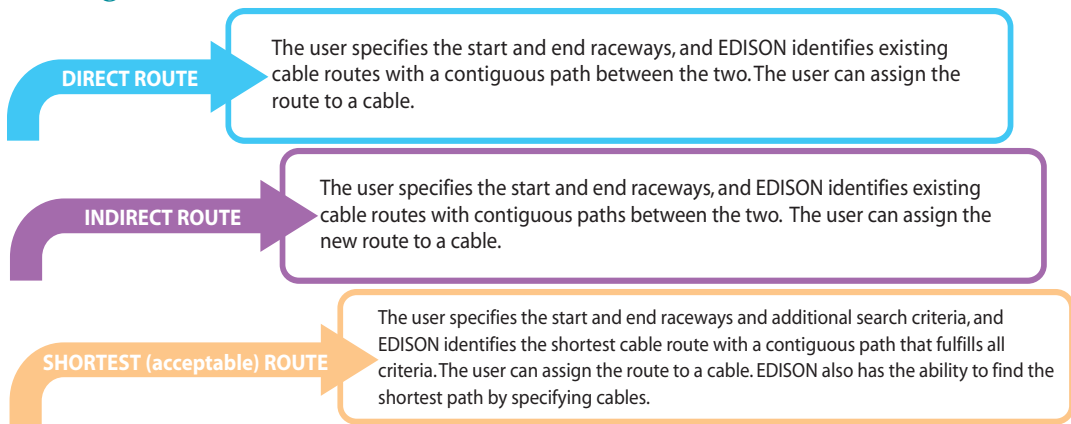 DIRECT ROUTE
The user specifies the start and end raceways, and EDISON identifies existing
cable routes with a contiguous path between the two. The user can assign the
route to a cable.
INDIRECT ROUTE
The user specifies the start and end raceways, and EDISON identifies existing
cable routes with contiguous paths between the two. The user can assign the
new route to a cable.
SHORTEST (acceptable) ROUTE
The user specifies the start and end raceways and additional search criteria, and
EDISON identifies the shortest cable route with a contiguous path that fulfills all
criteria. The user can assign the route to a cable. EDISON also has the ability to find the
shortest path by specifying cables.